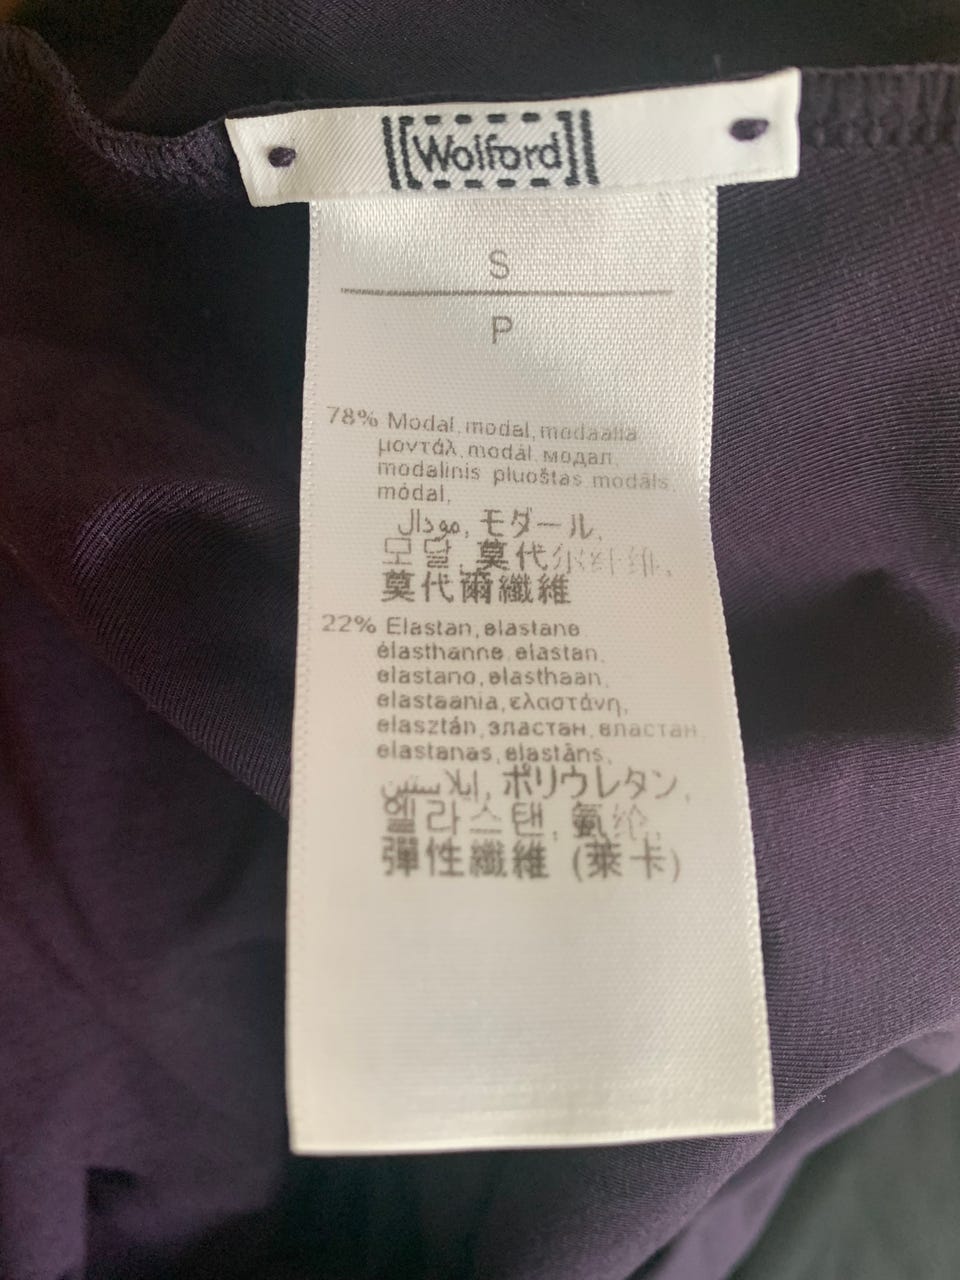 [Wolford]
S
P
78% Modal, modal, modaalia
μοντάλ, modál, модал,
modalinis pluoštas, modāls,
módal,
مودال, モダール,
모달, 莫代尔纤维,
莫代爾纖維
22% Elastan, elastane
élasthanne, elastan,
elastano, elasthaan,
elastaania, ελαστάνη,
elasztán, эластан, еластан
elastanas, elastāns,
إيلاستين, ポリウレタン,
엘라스탠, 氨纶,
彈性纖維 (萊卡)